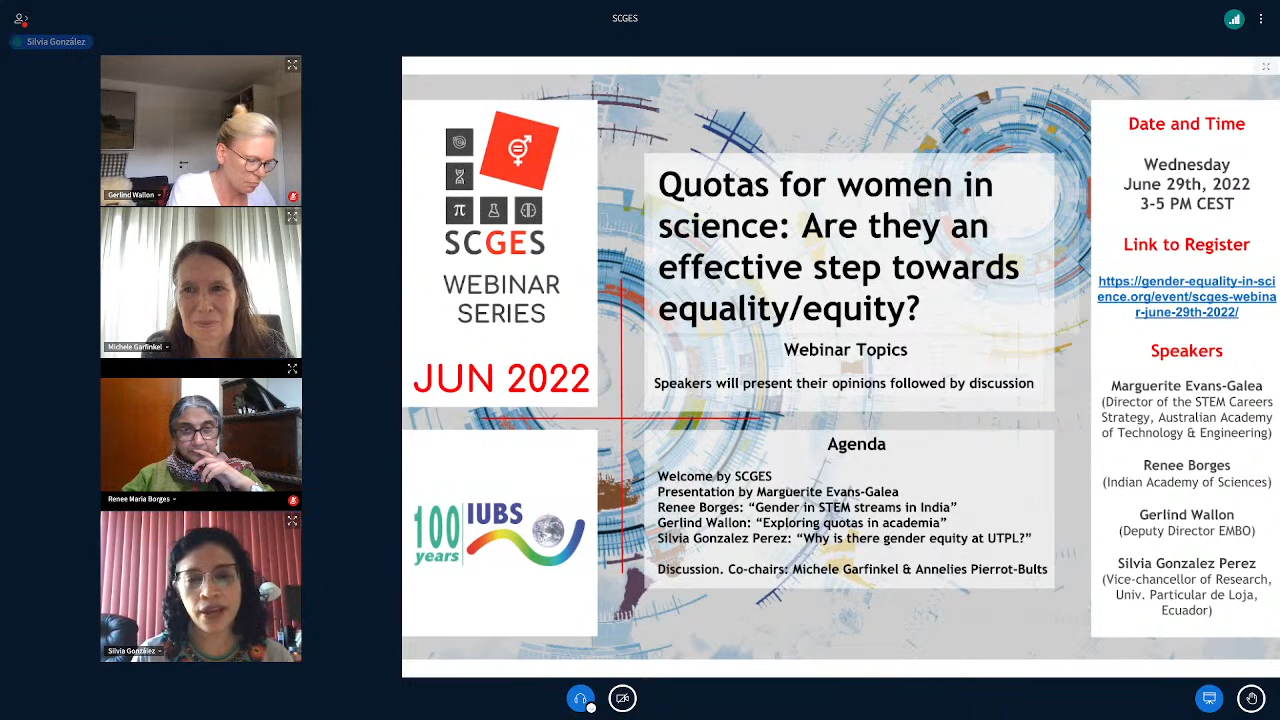 SCGES
Silvia González
Gerlind Wallon
Michele Garfinkel
Renee Maria Borges
Silvia González
π
SCGES
WEBINAR
SERIES
JUN 2022
100
years
IUBS
Quotas for women in
science: Are they an
effective step towards
equality/equity?
Webinar Topics
Speakers will present their opinions followed by discussion
Agenda
Welcome by SCGES
Presentation by Marguerite Evans-Galea
Renee Borges: “Gender in STEM streams in India”
Gerlind Wallon: “Exploring quotas in academia”
Silvia Gonzalez Perez: “Why is there gender equity at UTPL?”
Discussion. Co-chairs: Michele Garfinkel & Annelies Pierrot-Bults
Date and Time
Wednesday
June 29th, 2022
3-5 PM CEST
Link to Register
https://gender-equality-in-sci
ence.org/event/scges-webina
r-june-29th-2022/
Speakers
Marguerite Evans-Galea
(Director of the STEM Careers
Strategy, Australian Academy
of Technology & Engineering)
Renee Borges
(Indian Academy of Sciences)
Gerlind Wallon
(Deputy Director EMBO)
Silvia Gonzalez Perez
(Vice-chancellor of Research,
Univ. Particular de Loja,
Ecuador)